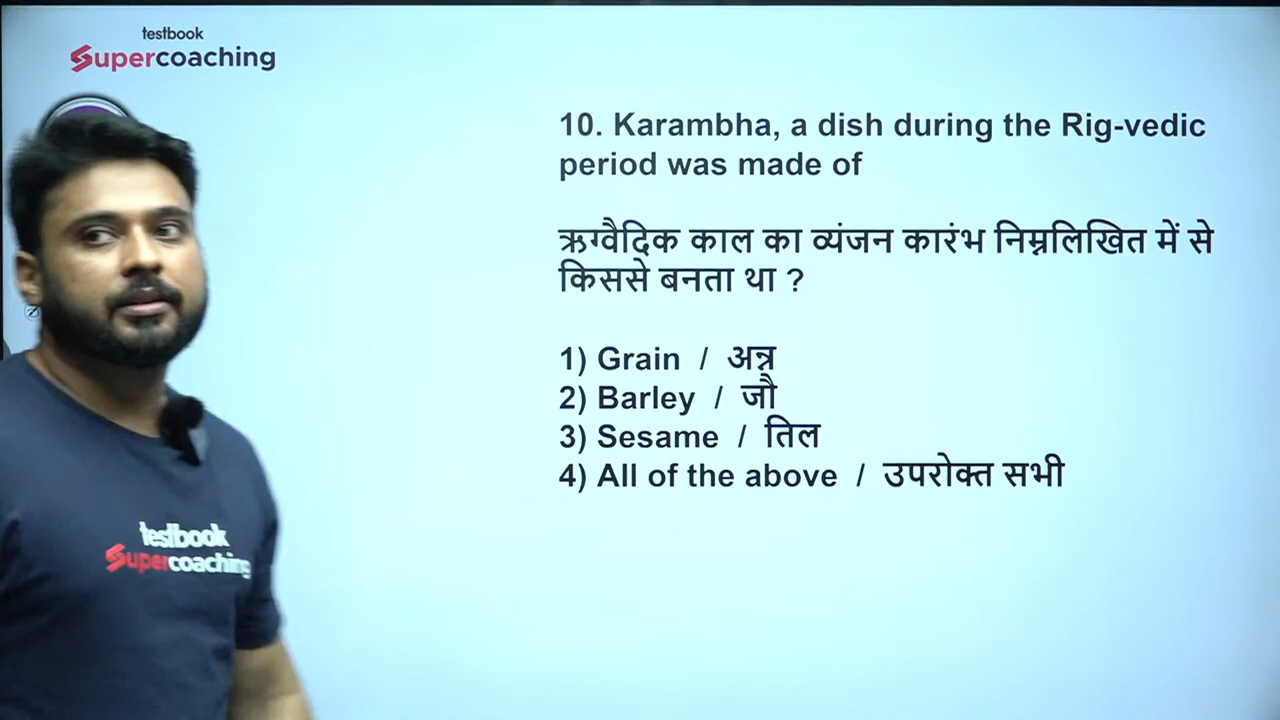 testbook
Supercoaching
10. Karambha, a dish during the Rig-vedic
period was made of
ऋग्वैदिक काल का व्यंजन कारंभ निम्नलिखित में से
किससे बनता था ?
1) Grain / अन्न
2) Barley / जौ
3) Sesame / तिल
4) All of the above / उपरोक्त सभी
testbook
Supercoaching